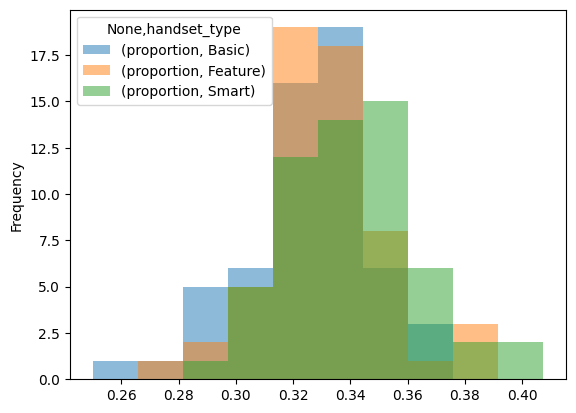 None,handset_type
(proportion, Basic)
(proportion, Feature)
(proportion, Smart)
Frequency
17.5
15.0
12.5
10.0
7.5
5.0
2.5
0.0
0.26 0.28 0.30 0.32 0.34 0.36 0.38 0.40